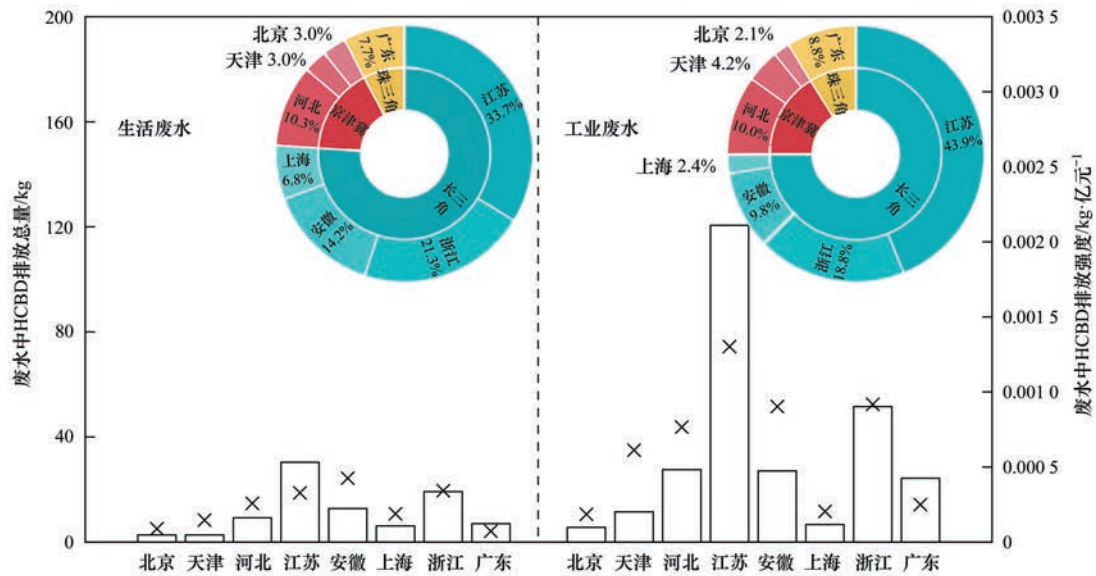 200
160
120
80
40
0
废水中HCBD排放总量/kg
生活废水
北京 3.0%
天津 3.0%
河北
10.3%
上海
6.8%
安徽
14.2%
浙江
21.3%
江苏
33.7%
广东
7.7%
珠三角
京津冀
长三角
北京
天津
河北
江苏
安徽
上海
浙江
广东
工业废水
北京 2.1%
天津 4.2%
河北
10.0%
上海 2.4%
安徽
9.8%
浙江
18.8%
江苏
43.9%
广东
8.8%
珠三角
京津冀
长三角
北京
天津
河北
江苏
安徽
上海
浙江
广东
0.003 5
0.003 0
0.002 5
0.002 0
0.001 5
0.001 0
0.000 5
0
废水中HCBD排放强度/kg·亿元⁻¹